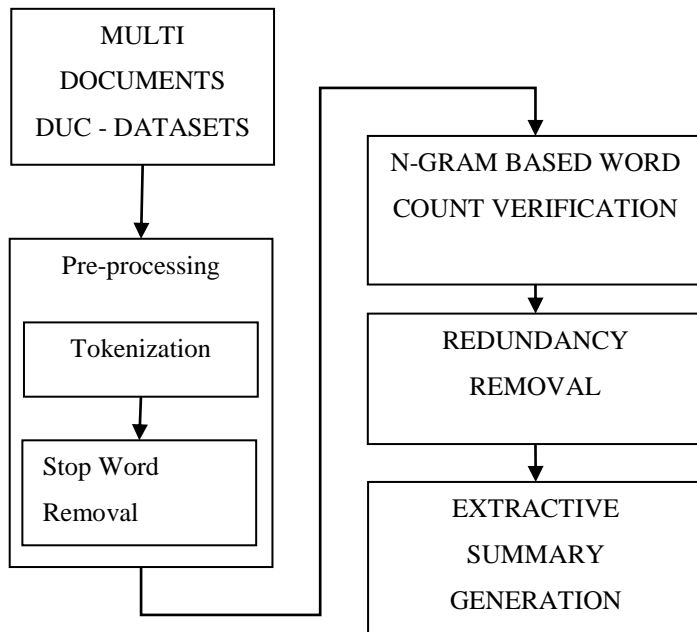 MULTI
DOCUMENTS
DUC - DATASETS
Pre-processing
Tokenization
Stop Word
Removal
N-GRAM BASED WORD
COUNT VERIFICATION
REDUNDANCY
REMOVAL
EXTRACTIVE
SUMMARY
GENERATION